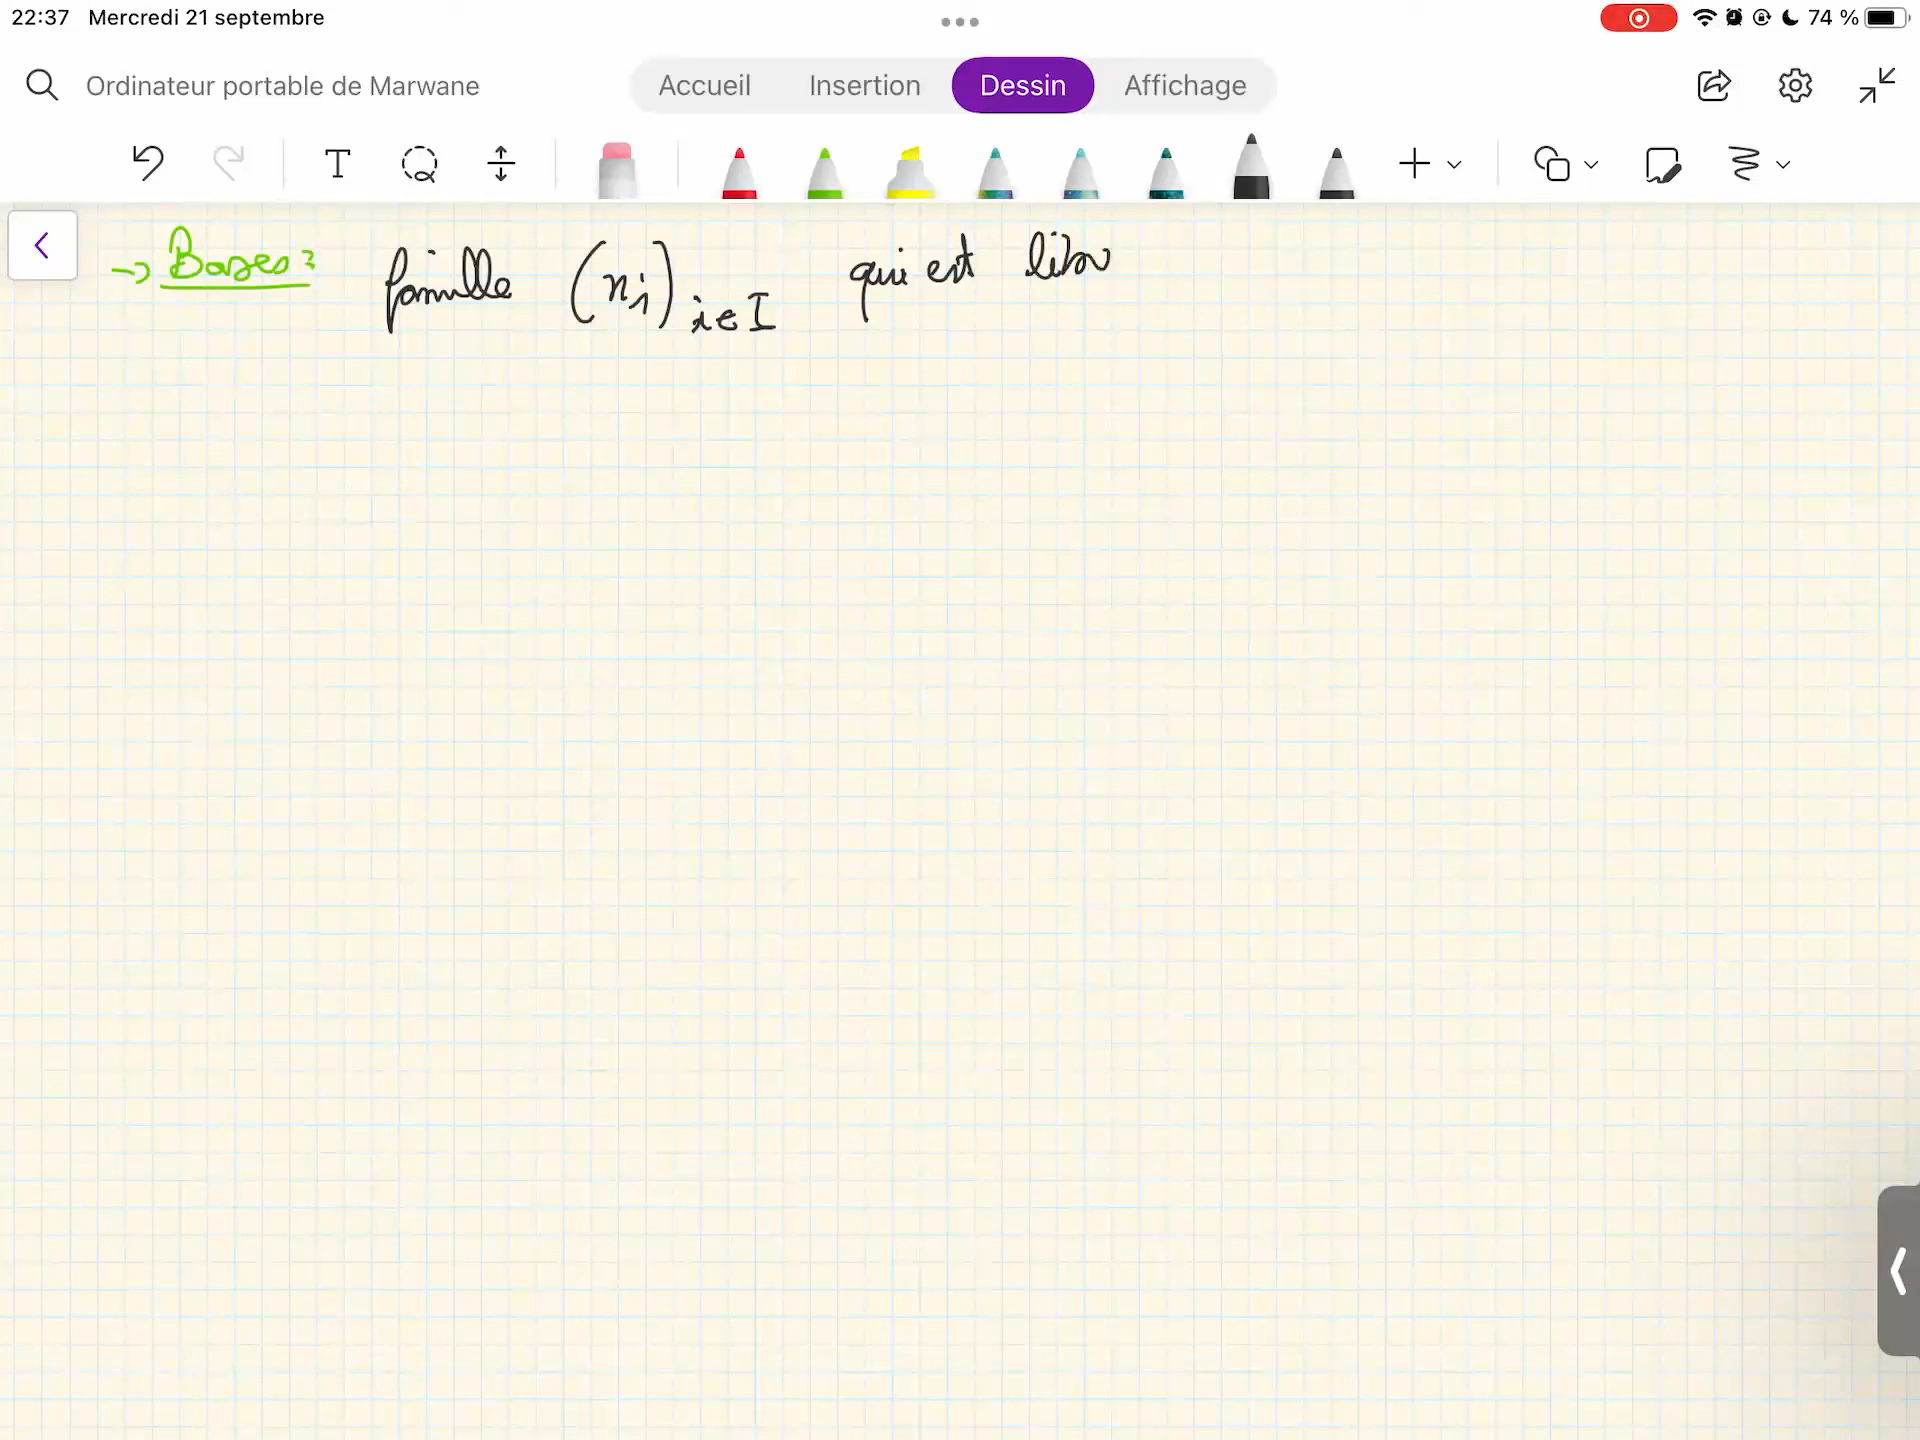 22:37 Mercredi 21 septembre 74 %
Ordinateur portable de Marwane Accueil Insertion Dessin Affichage
T
→ Bases : famille (x_i)_{i∈I} qui est libre